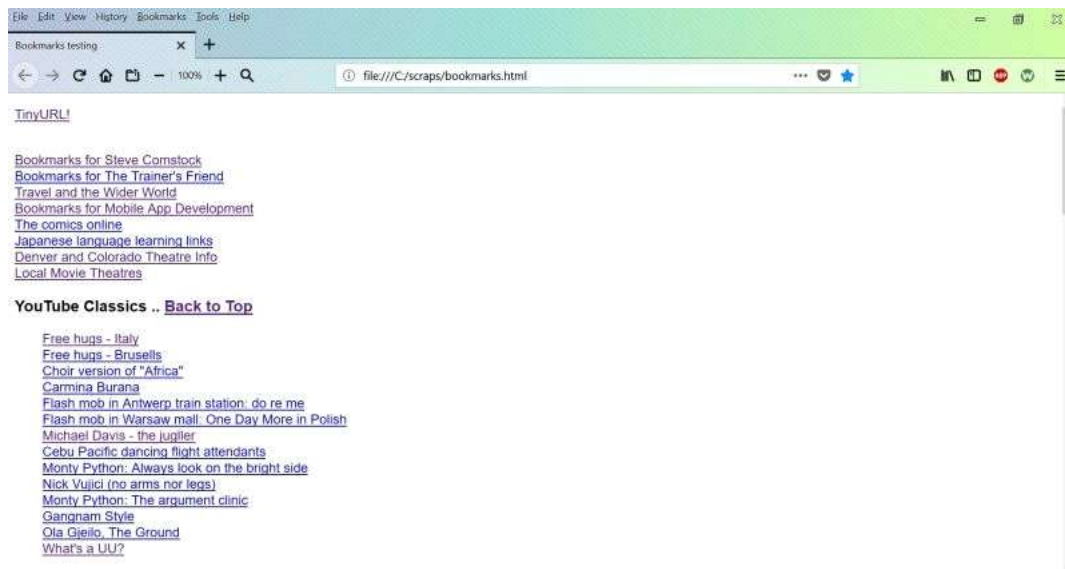 File Edit View History Bookmarks Tools Help
Bookmarks testing
100%
file:///C:/scraps/bookmarks.html
TinyURL!
Bookmarks for Steve Comstock
Bookmarks for The Trainer's Friend
Travel and the Wider World
Bookmarks for Mobile App Development
The comics online
Japanese language learning links
Denver and Colorado Theatre Info
Local Movie Theatres
YouTube Classics .. Back to Top
Free hugs - Italy
Free hugs - Brusells
Choir version of "Africa"
Carmina Burana
Flash mob in Antwerp train station: do re me
Flash mob in Warsaw mall: One Day More in Polish
Michael Davis - the jugller
Cebu Pacific dancing flight attendants
Monty Python: Always look on the bright side
Nick Vujici (no arms nor legs)
Monty Python: The argument clinic
Gangnam Style
Ola Gjeilo, The Ground
What's a UU?